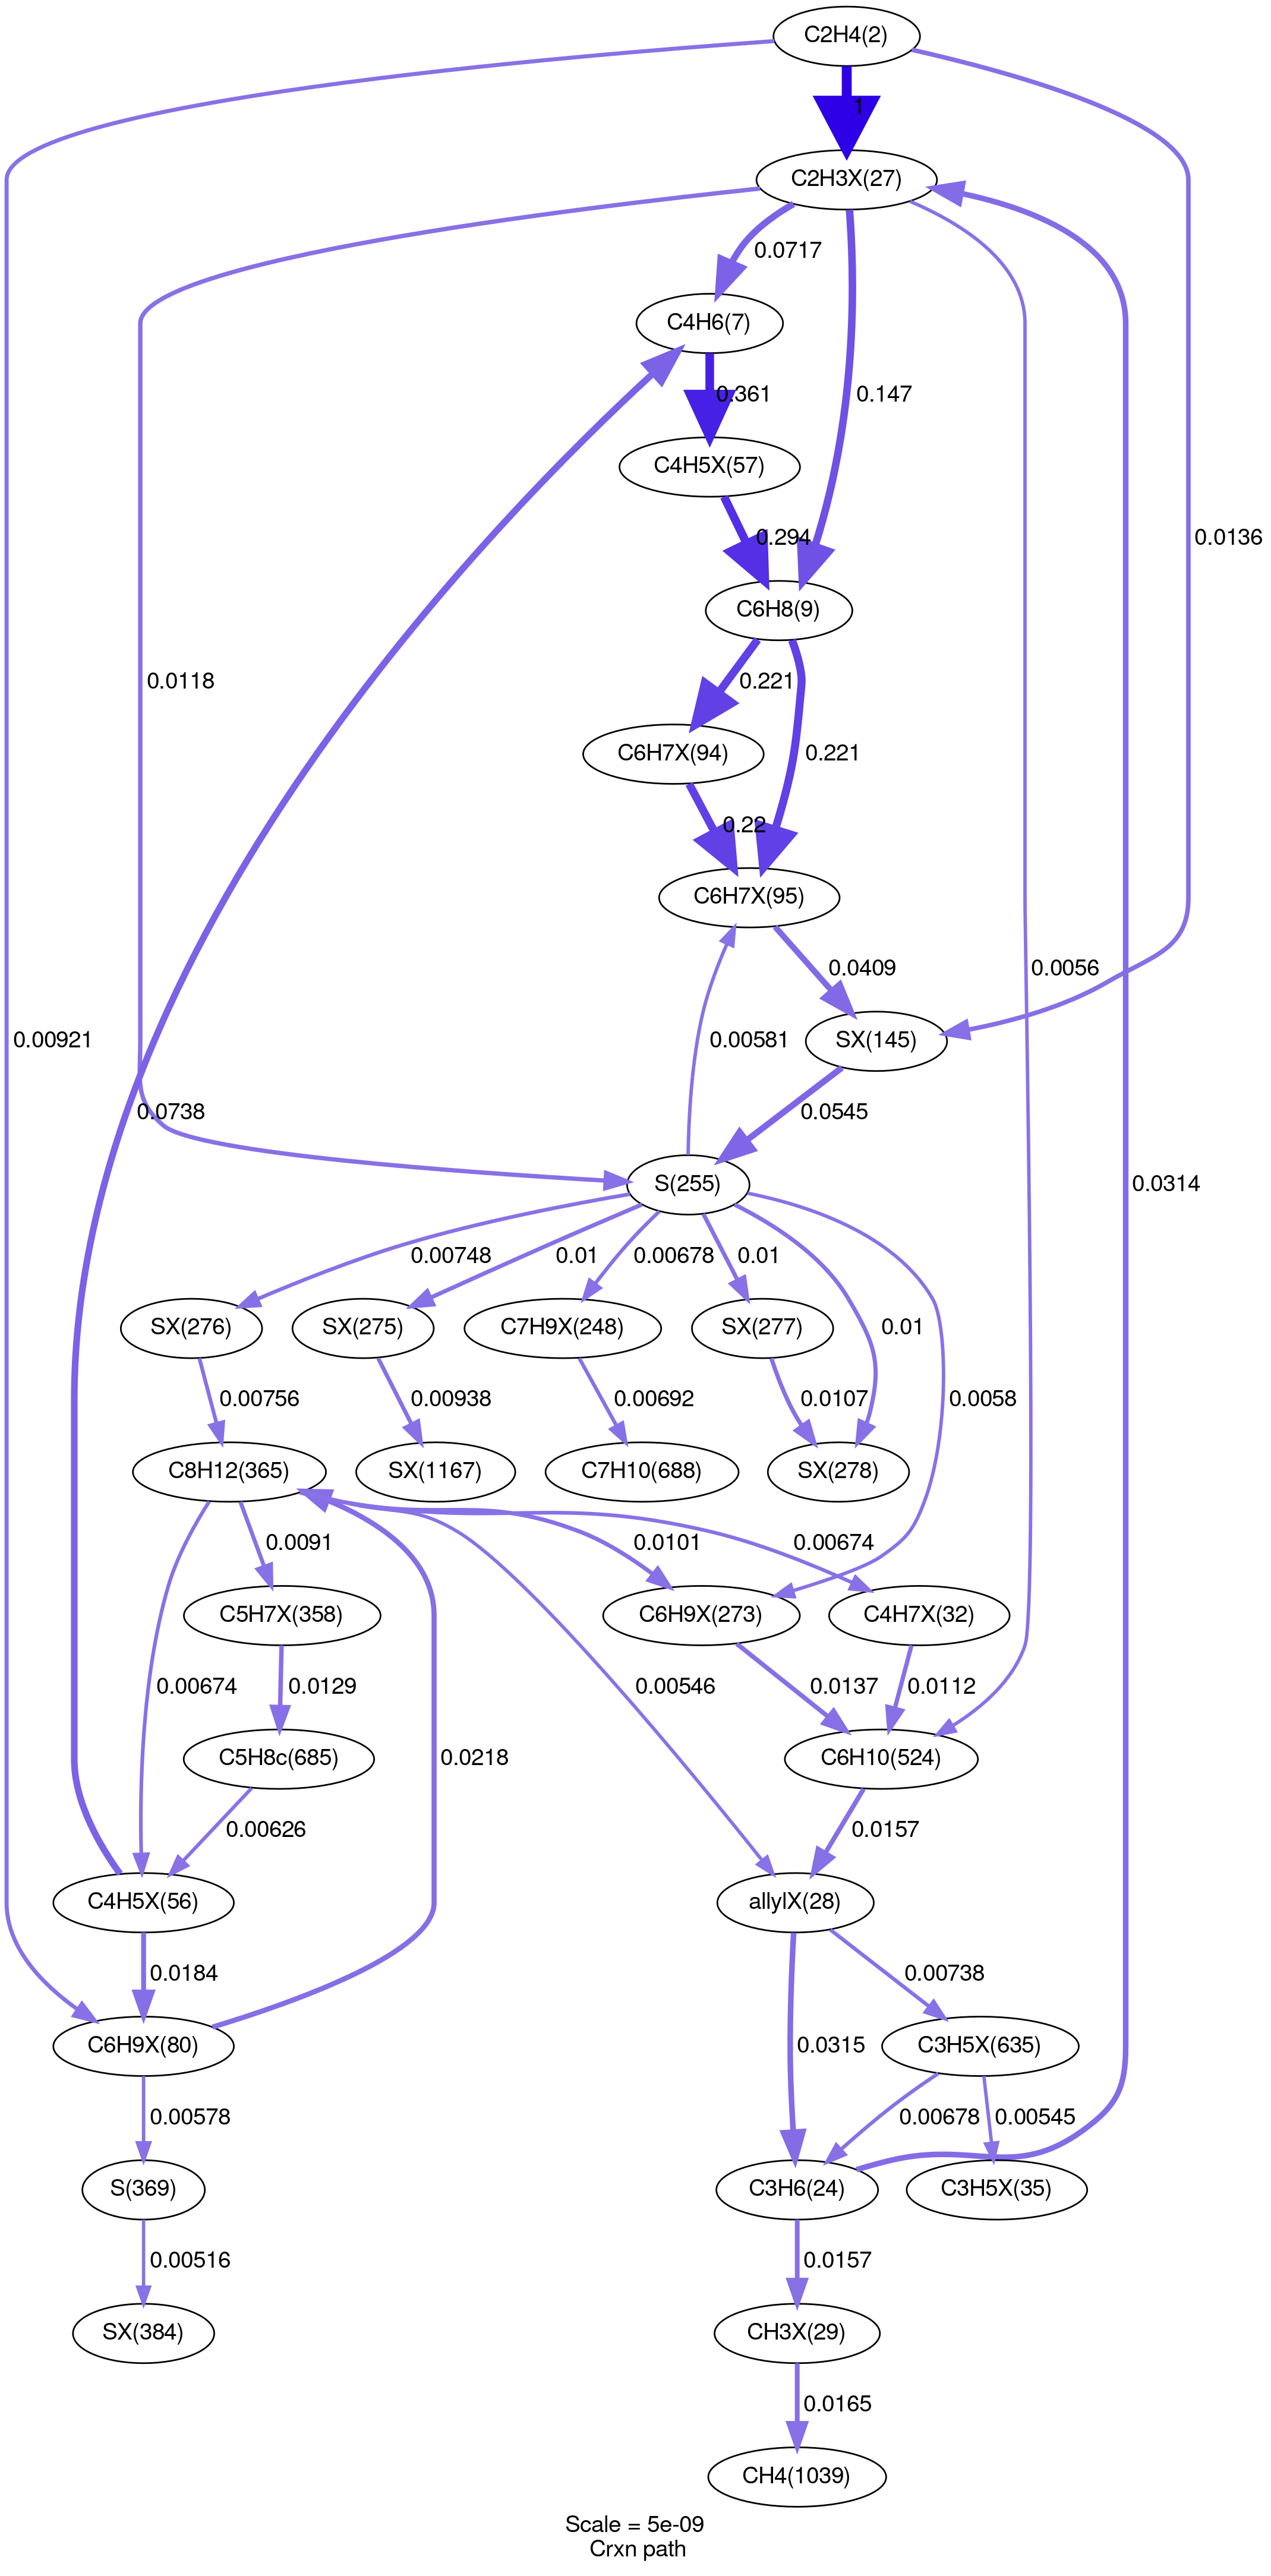 C2H4(2)
1
C2H3X(27)
0.0717
C4H6(7)
0.361
0.147
C4H5X(57)
0.294
0.0136
C6H8(9)
0.0118
0.221
C6H7X(94)
0.221
0.22
C6H7X(95)
0.0409
0.0056
0.00921
0.00581
SX(145)
0.0738
0.0545
S(255)
0.0314
0.00748
0.01
0.00678
0.01
0.01
SX(276)
SX(275)
C7H9X(248)
SX(277)
0.00756
0.00938
0.00692
0.0107
0.0058
C8H12(365)
SX(1167)
C7H10(688)
SX(278)
0.0091
0.0101
0.00674
C5H7X(358)
C6H9X(273)
C4H7X(32)
0.00674
0.0129
0.00546
0.0137
0.0112
C5H8c(685)
0.0218
C6H10(524)
0.00626
0.0157
C4H5X(56)
allylX(28)
0.0184
0.00738
C6H9X(80)
0.0315
C3H5X(635)
0.00578
0.00678
0.00545
S(369)
C3H6(24)
C3H5X(35)
0.00516
0.0157
SX(384)
CH3X(29)
0.0165
CH4(1039)
Scale = 5e-09
Crxn path